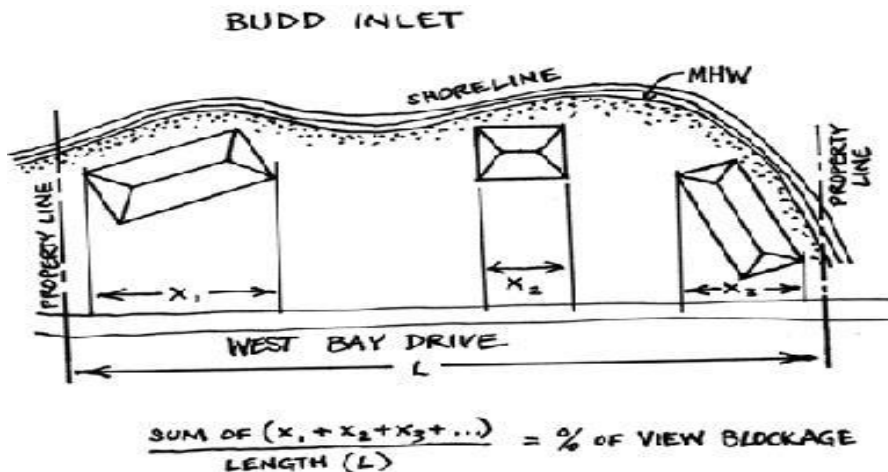 BUDD INLET
SHORELINE
MHW
PROPERTY LINE
PROPERTY
LINE
X₁
X₂
X₃
WEST BAY DRIVE
L
SUM OF (X₁ + X₂ + X₃ + ...)
LENGTH (L)
= % OF VIEW BLOCKAGE